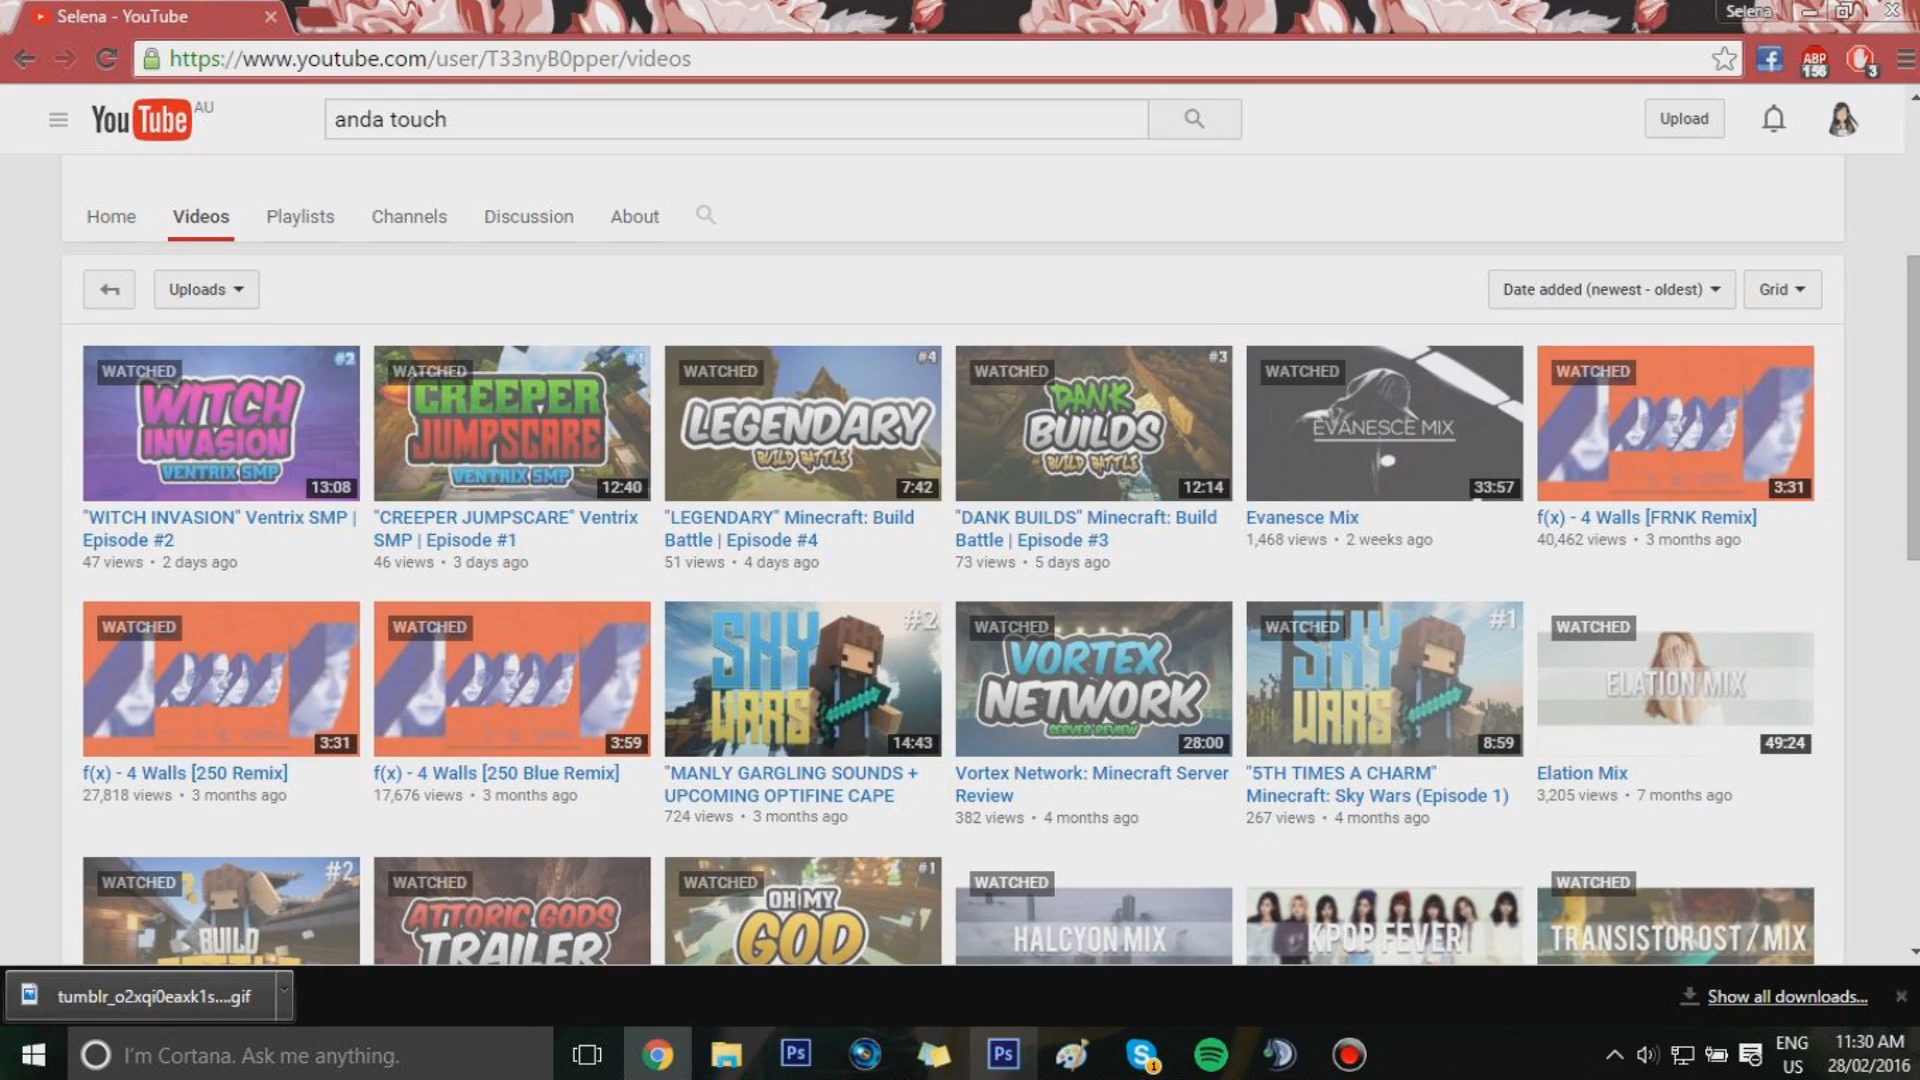 Selena - YouTube
Selena
https://www.youtube.com/user/T33nyB0pper/videos
ABP
156
3
YouTube AU
anda touch
Upload
Home Videos Playlists Channels Discussion About
Uploads
Date added (newest - oldest)
Grid
WATCHED #2 WITCH INVASION VENTRIX SMP 13:08
WATCHED #1 CREEPER JUMPSCARE VENTRIX SMP 12:40
WATCHED #4 LEGENDARY BUILD BATTLE 7:42
WATCHED #3 DANK BUILDS BUILD BATTLE 12:14
WATCHED EVANESCE MIX 33:57
WATCHED 3:31
"WITCH INVASION" Ventrix SMP |
Episode #2
47 views • 2 days ago
"CREEPER JUMPSCARE" Ventrix
SMP | Episode #1
46 views • 3 days ago
"LEGENDARY" Minecraft: Build
Battle | Episode #4
51 views • 4 days ago
"DANK BUILDS" Minecraft: Build
Battle | Episode #3
73 views • 5 days ago
Evanesce Mix
1,468 views • 2 weeks ago
f(x) - 4 Walls [FRNK Remix]
40,462 views • 3 months ago
WATCHED 3:31
WATCHED 3:59
#2 SKY WARS 14:43
WATCHED VORTEX NETWORK SERVER REVIEW 28:00
WATCHED #1 SKY WARS 8:59
WATCHED ELATION MIX 49:24
f(x) - 4 Walls [250 Remix]
27,818 views • 3 months ago
f(x) - 4 Walls [250 Blue Remix]
17,676 views • 3 months ago
"MANLY GARGLING SOUNDS +
UPCOMING OPTIFINE CAPE
724 views • 3 months ago
Vortex Network: Minecraft Server
Review
382 views • 4 months ago
"5TH TIMES A CHARM"
Minecraft: Sky Wars (Episode 1)
267 views • 4 months ago
Elation Mix
3,205 views • 7 months ago
WATCHED #2 BUILD
WATCHED ATTORIC GODS TRAILER
WATCHED #1 OH MY GOD
WATCHED HALCYON MIX
KPOP FEVER
WATCHED TRANSISTOROST / MIX
tumblr_o2xqi0eaxk1s....gif
Show all downloads...
I'm Cortana. Ask me anything.
Ps
Ps
1
ENG
US
11:30 AM
28/02/2016